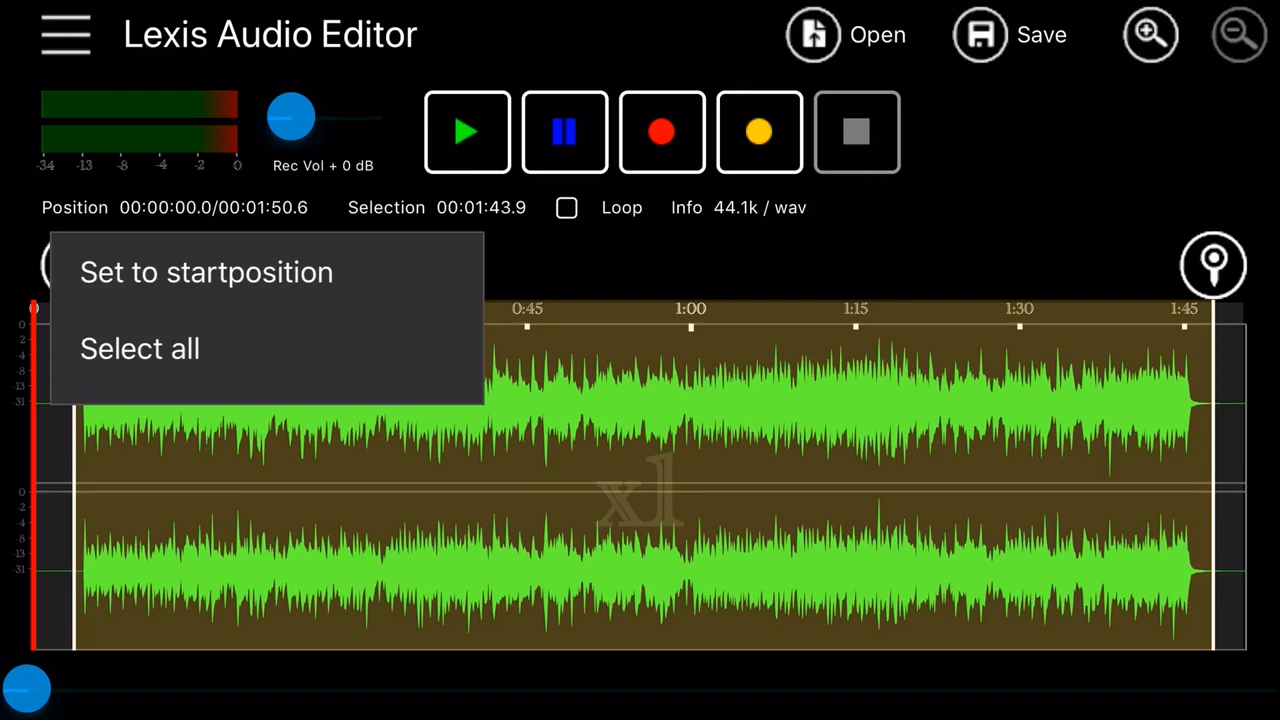 Lexis Audio Editor
Open
Save
-34 -13 -8 -4 -2 0
Rec Vol + 0 dB
Position 00:00:00.0/00:01:50.6 Selection 00:01:43.9 Loop Info 44.1k / wav
Set to startposition
Select all
0 0:45 1:00 1:15 1:30 1:45
0
-2
-4
-8
-13
-31
x1
0
-2
-4
-8
-13
-31